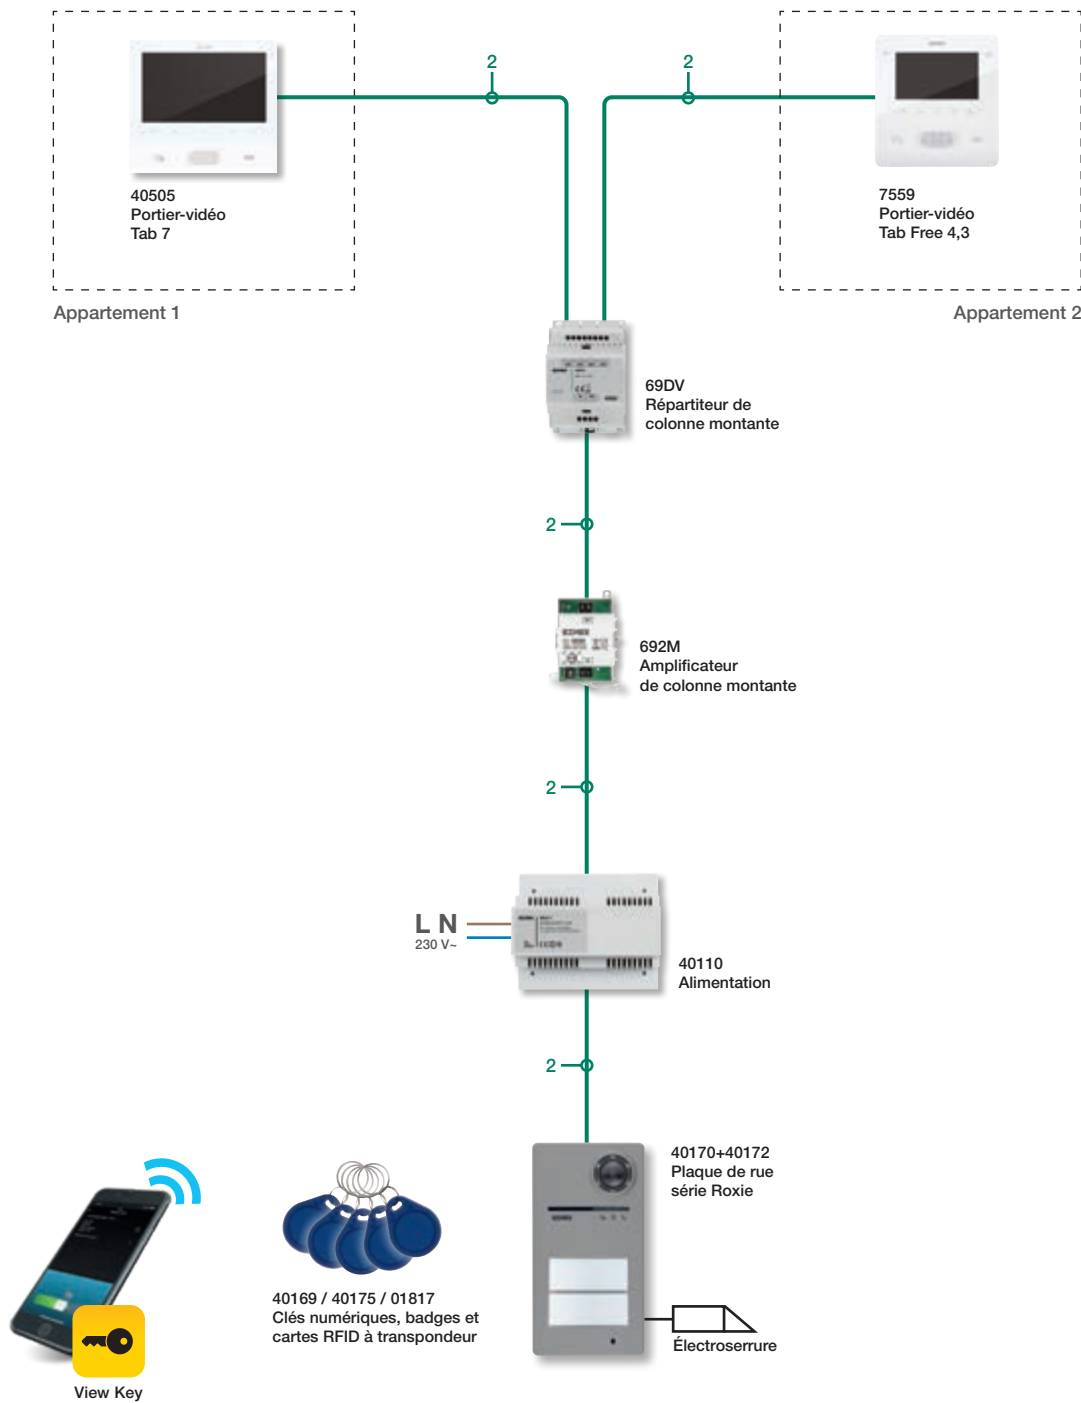 2
2
40505
Portier-vidéo
Tab 7
7559
Portier-vidéo
Tab Free 4,3
Appartement 1
Appartement 2
69DV
Répartiteur de
colonne montante
2
692M
Amplificateur
de colonne montante
2
L N
230 V~
40110
Alimentation
2
40170+40172
Plaque de rue
série Roxie
40169 / 40175 / 01817
Clés numériques, badges et
cartes RFID à transpondeur
Électroserrure
View Key